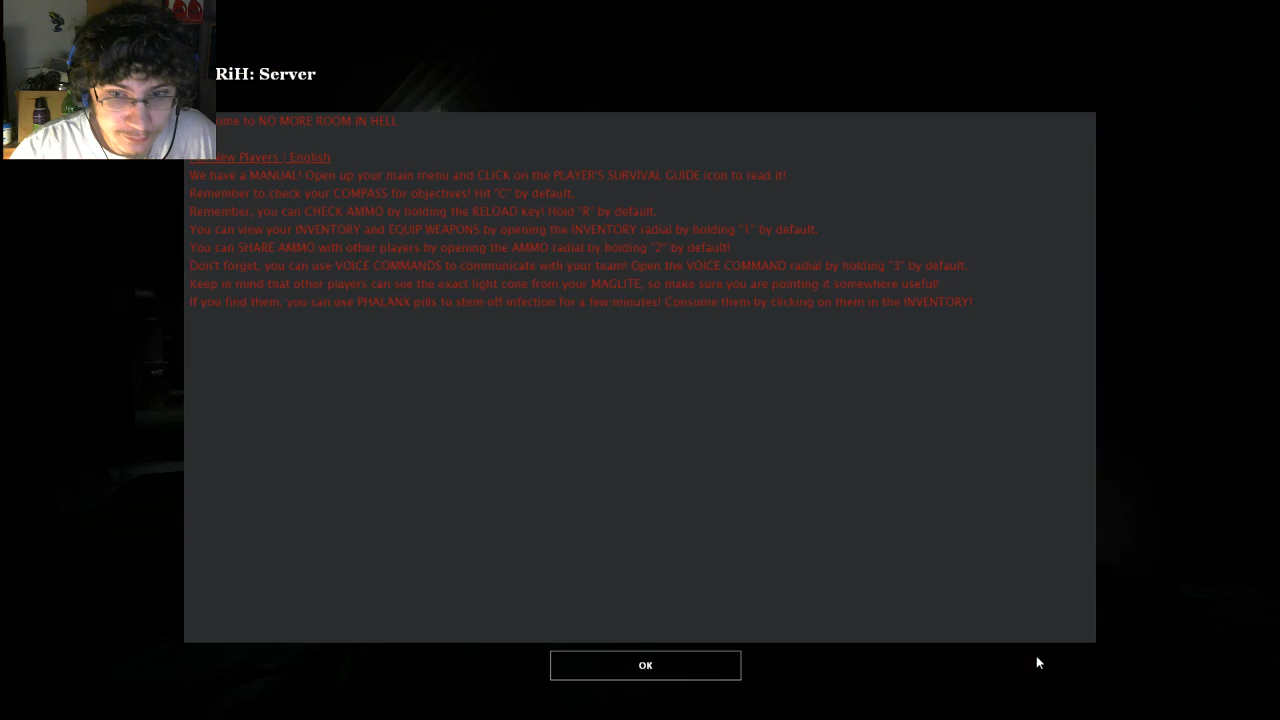 RiH: Server
ome to NO MORE ROOM IN HELL
New Players / English
We have a MANUAL! Open up your main menu and CLICK on the PLAYER'S SURVIVAL GUIDE icon to read it!
Remember to check your COMPASS for objectives! Hit "C" by default.
Remember, you can CHECK AMMO by holding the RELOAD key! Hold "R" by default.
You can view your INVENTORY and EQUIP WEAPONS by opening the INVENTORY radial by holding "1" by default.
You can SHARE AMMO with other players by opening the AMMO radial by holding "2" by default!
Don't forget, you can use VOICE COMMANDS to communicate with your team! Open the VOICE COMMAND radial by holding "3" by default.
Keep in mind that other players can see the exact light cone from your MAGLITE, so make sure you are pointing it somewhere useful!
If you find them, you can use PHALANX pills to stem off infection for a few minutes! Consume them by clicking on them in the INVENTORY!
OK